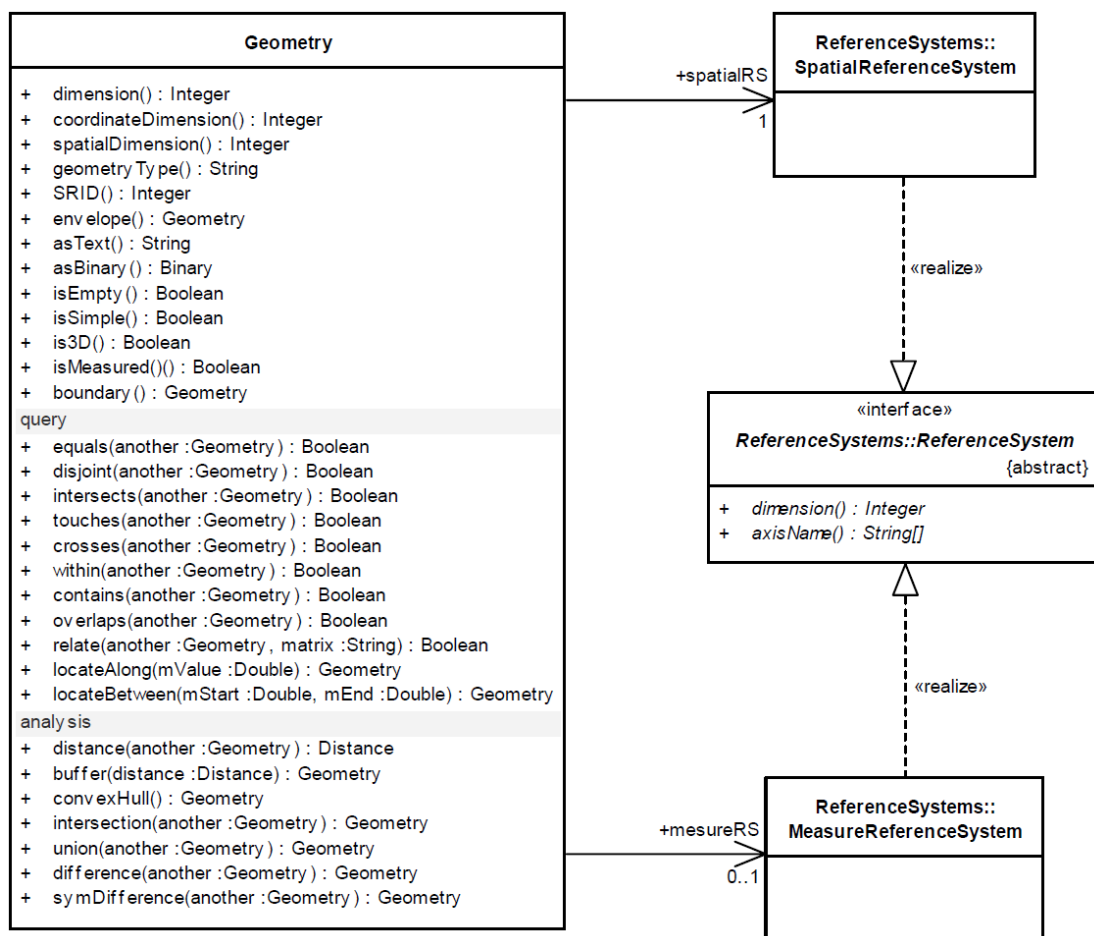 Geometry
+ dimension() : Integer
+ coordinateDimension() : Integer
+ spatialDimension() : Integer
+ geometryType() : String
+ SRID() : Integer
+ envelope() : Geometry
+ asText() : String
+ asBinary() : Binary
+ isEmpty() : Boolean
+ isSimple() : Boolean
+ is3D() : Boolean
+ isMeasured()() : Boolean
+ boundary() : Geometry
query
+ equals(another :Geometry) : Boolean
+ disjoint(another :Geometry) : Boolean
+ intersects(another :Geometry) : Boolean
+ touches(another :Geometry) : Boolean
+ crosses(another :Geometry) : Boolean
+ within(another :Geometry) : Boolean
+ contains(another :Geometry) : Boolean
+ overlaps(another :Geometry) : Boolean
+ relate(another :Geometry, matrix :String) : Boolean
+ locateAlong(mValue :Double) : Geometry
+ locateBetween(mStart :Double, mEnd :Double) : Geometry
analysis
+ distance(another :Geometry) : Distance
+ buffer(distance :Distance) : Geometry
+ convexHull() : Geometry
+ intersection(another :Geometry) : Geometry
+ union(another :Geometry) : Geometry
+ difference(another :Geometry) : Geometry
+ symDifference(another :Geometry) : Geometry
+spatialRS
1
ReferenceSystems::
SpatialReferenceSystem
«realize»
«interface»
ReferenceSystems::ReferenceSystem
{abstract}
+ dimension() : Integer
+ axisName() : String[]
«realize»
+mesureRS
0..1
ReferenceSystems::
MeasureReferenceSystem